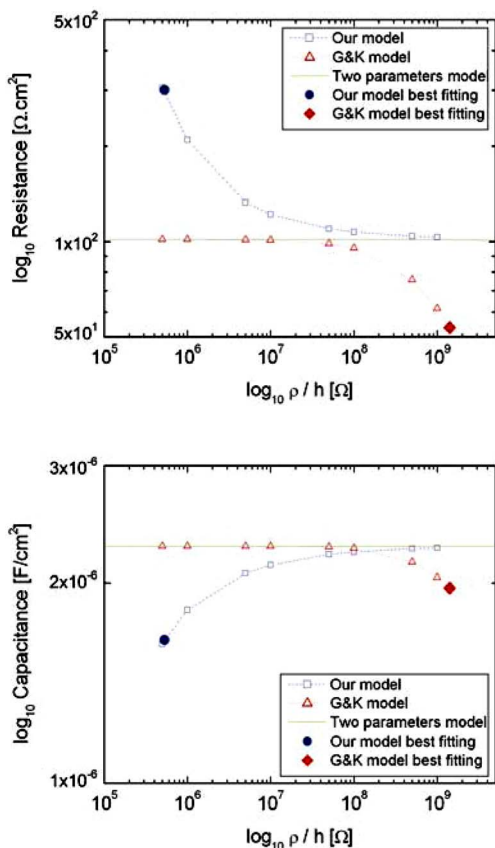 5x10²
Our model
G&K model
Two parameters model
Our model best fitting
G&K model best fitting
log₁₀ Resistance [Ω.cm²]
1x10²
5x10¹
10⁵ 10⁶ 10⁷ 10⁸ 10⁹
log₁₀ ρ / h [Ω]
3x10⁻⁶
log₁₀ Capacitance [F/cm²]
2x10⁻⁶
Our model
G&K model
Two parameters model
Our model best fitting
G&K model best fitting
1x10⁻⁶
10⁵ 10⁶ 10⁷ 10⁸ 10⁹
log₁₀ ρ / h [Ω]